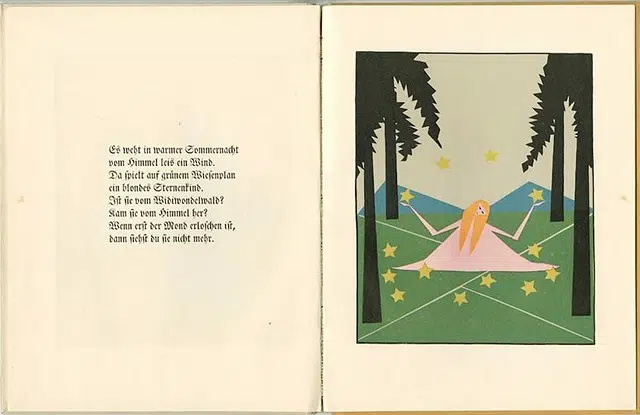 Es weht in warmer Sommernacht
vom Himmel leis ein Wind.
Da spielt auf grünem Wiesenplan
ein blondes Sternenkind.
Ist sie vom Widiwondelwald?
Kam sie vom Himmel her?
Wenn erst der Mond erloschen ist,
dann siehst du sie nicht mehr.